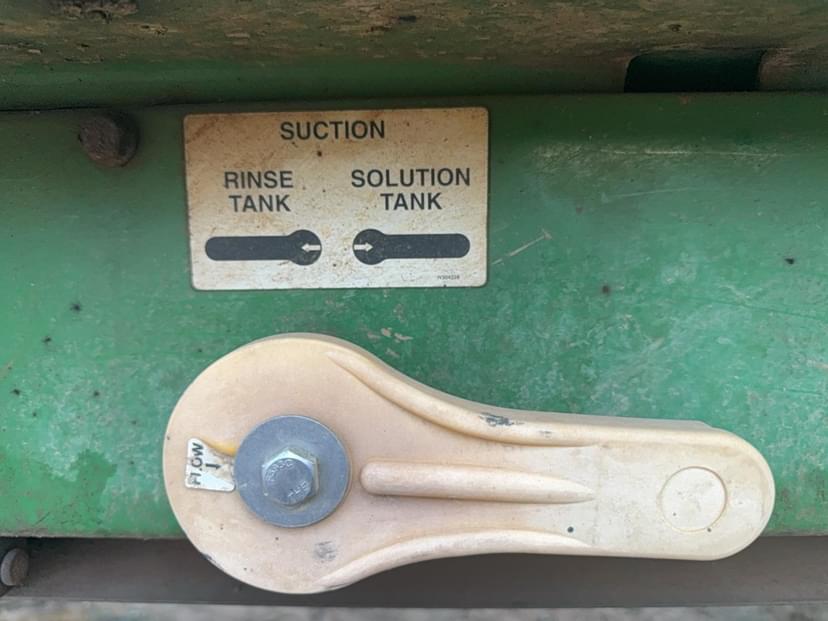 SUCTION
RINSE SOLUTION
TANK TANK
FLOW